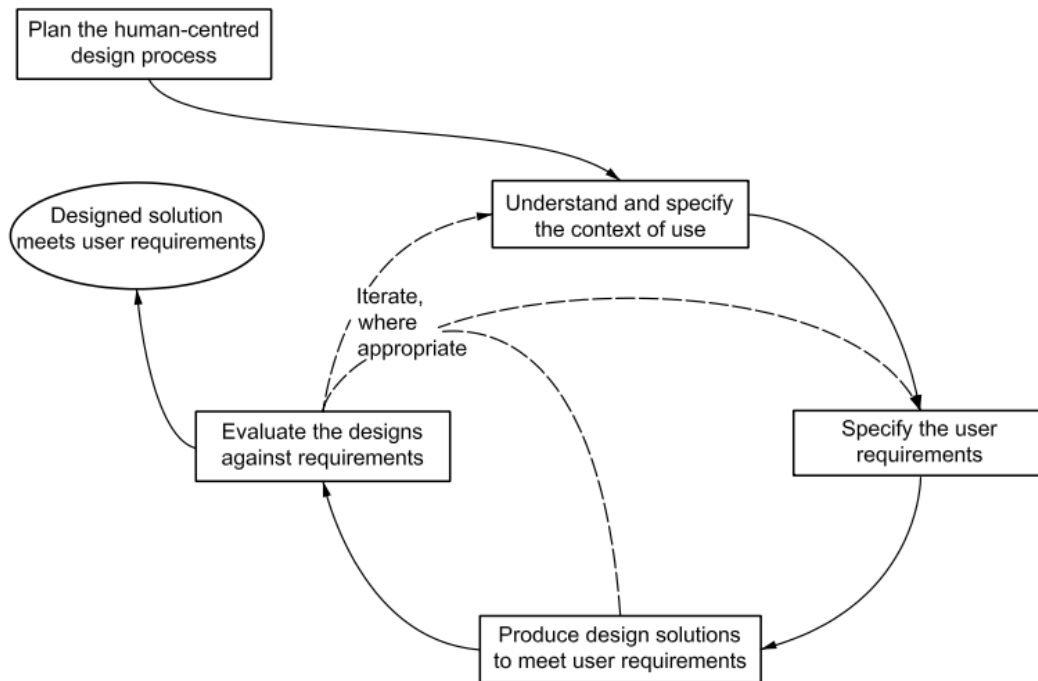 Plan the human-centred
design process
Understand and specify
the context of use
Designed solution
meets user requirements
Iterate,
where
appropriate
Evaluate the designs
against requirements
Specify the user
requirements
Produce design solutions
to meet user requirements